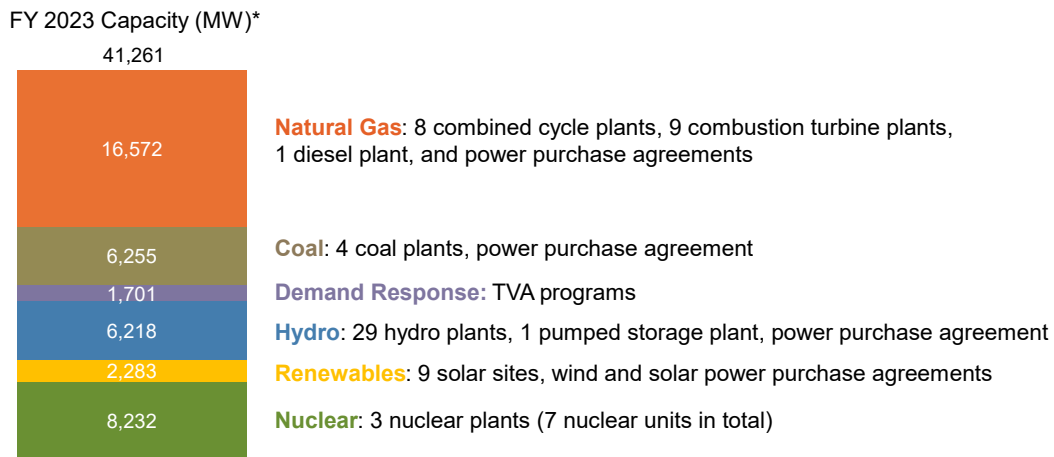 FY 2023 Capacity (MW)*
41,261
16,572
Natural Gas: 8 combined cycle plants, 9 combustion turbine plants,
1 diesel plant, and power purchase agreements
6,255
Coal: 4 coal plants, power purchase agreement
1,701
Demand Response: TVA programs
6,218
Hydro: 29 hydro plants, 1 pumped storage plant, power purchase agreement
2,283
Renewables: 9 solar sites, wind and solar power purchase agreements
8,232
Nuclear: 3 nuclear plants (7 nuclear units in total)